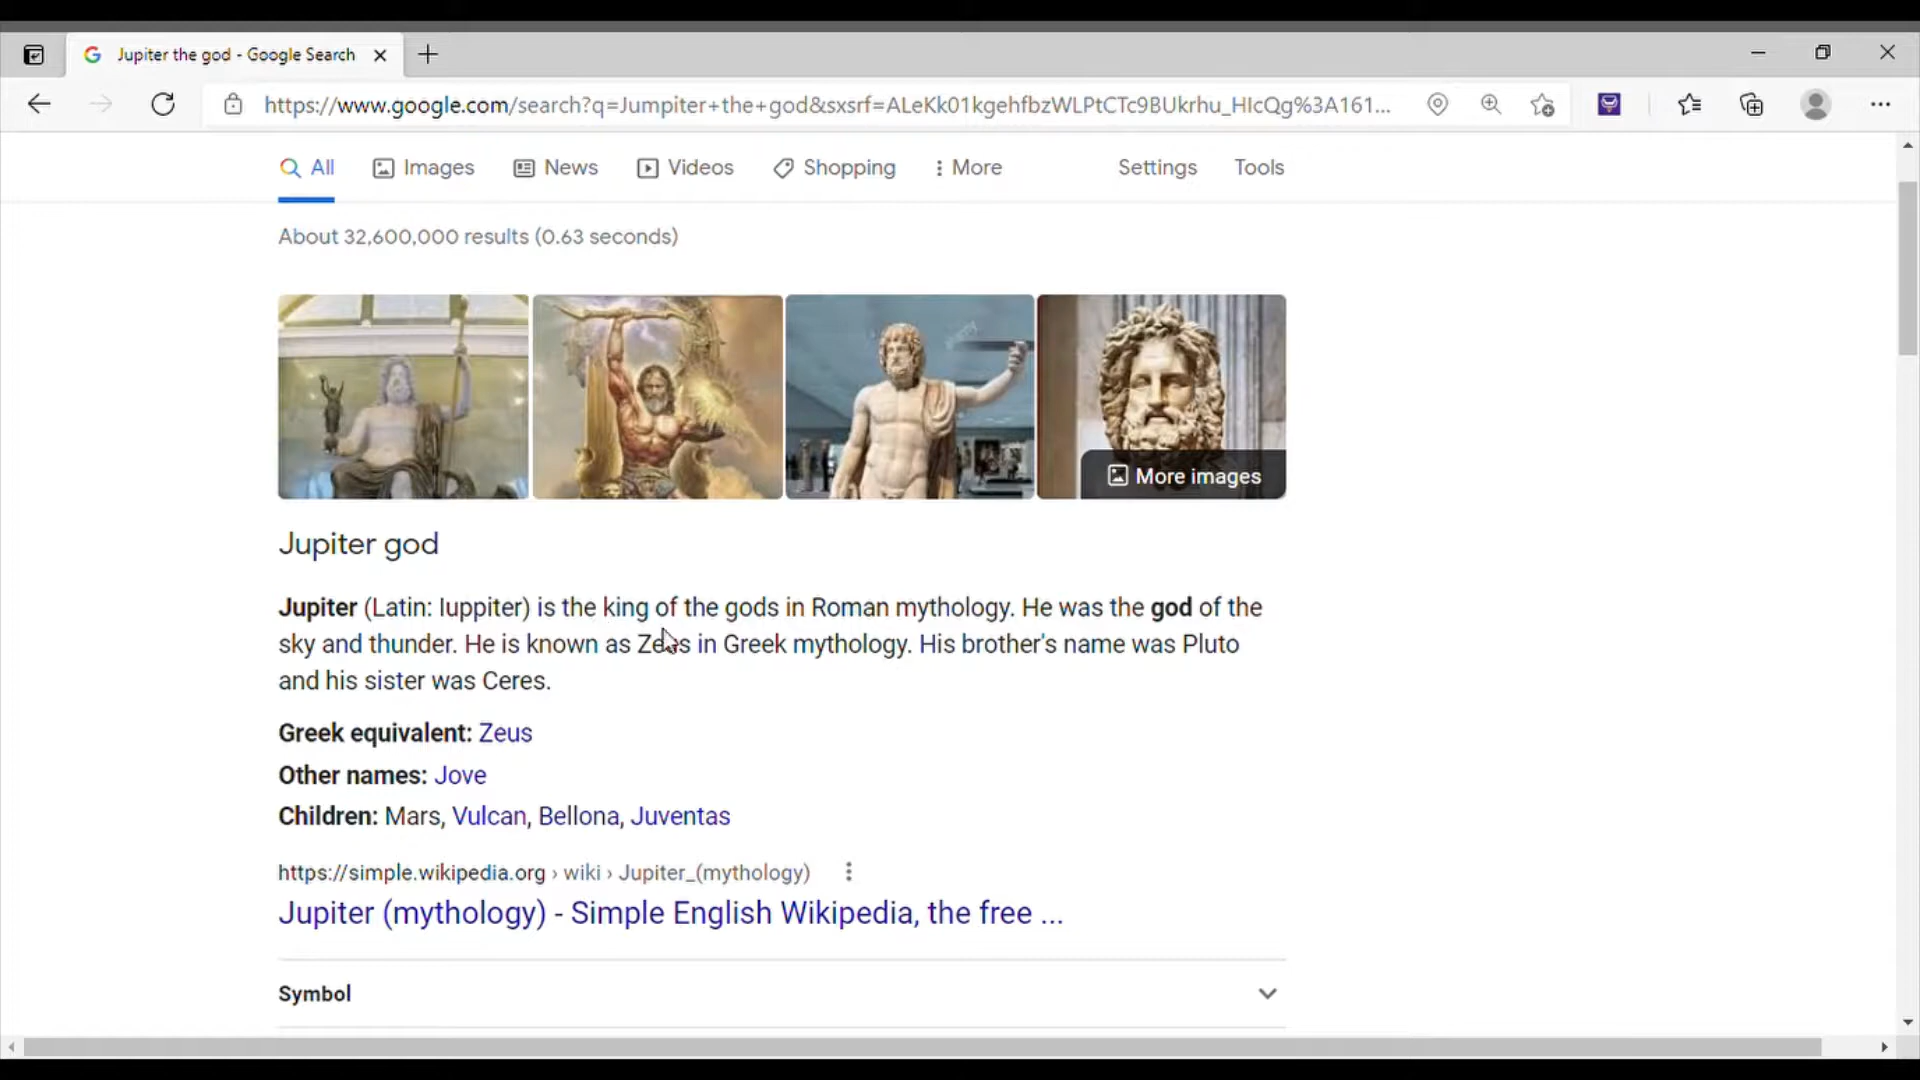 Jupiter the god - Google Search
https://www.google.com/search?q=Jumpiter+the+god&sxsrf=ALeKk01kgehfbzWLPtCTc9BUkrhu_HIcQg%3A161...
All Images News Videos Shopping More Settings Tools
About 32,600,000 results (0.63 seconds)
More images
Jupiter god
Jupiter (Latin: Iuppiter) is the king of the gods in Roman mythology. He was the god of the
sky and thunder. He is known as Zeus in Greek mythology. His brother's name was Pluto
and his sister was Ceres.
Greek equivalent: Zeus
Other names: Jove
Children: Mars, Vulcan, Bellona, Juventas
https://simple.wikipedia.org › wiki › Jupiter_(mythology)
Jupiter (mythology) - Simple English Wikipedia, the free ...
Symbol